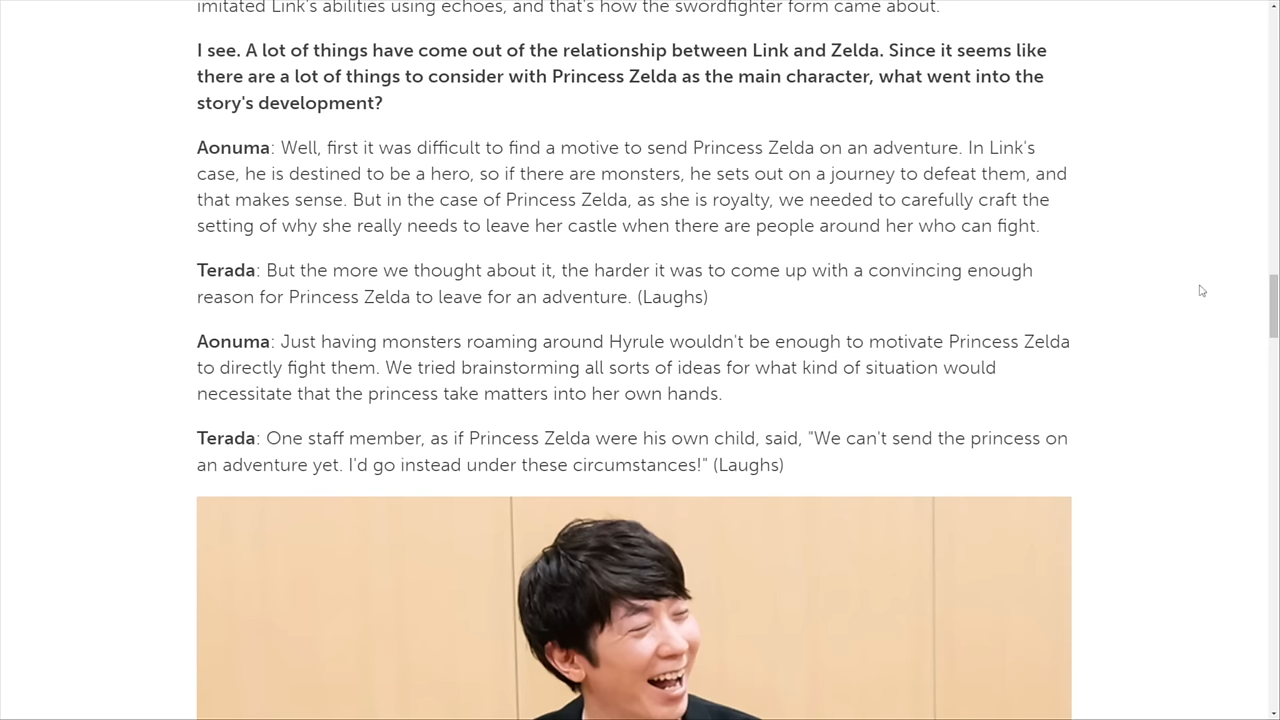 imitated Link's abilities using echoes, and that's how the swordfighter form came about.
I see. A lot of things have come out of the relationship between Link and Zelda. Since it seems like
there are a lot of things to consider with Princess Zelda as the main character, what went into the
story's development?
Aonuma: Well, first it was difficult to find a motive to send Princess Zelda on an adventure. In Link's
case, he is destined to be a hero, so if there are monsters, he sets out on a journey to defeat them, and
that makes sense. But in the case of Princess Zelda, as she is royalty, we needed to carefully craft the
setting of why she really needs to leave her castle when there are people around her who can fight.
Terada: But the more we thought about it, the harder it was to come up with a convincing enough
reason for Princess Zelda to leave for an adventure. (Laughs)
Aonuma: Just having monsters roaming around Hyrule wouldn't be enough to motivate Princess Zelda
to directly fight them. We tried brainstorming all sorts of ideas for what kind of situation would
necessitate that the princess take matters into her own hands.
Terada: One staff member, as if Princess Zelda were his own child, said, "We can't send the princess on
an adventure yet. I'd go instead under these circumstances!" (Laughs)